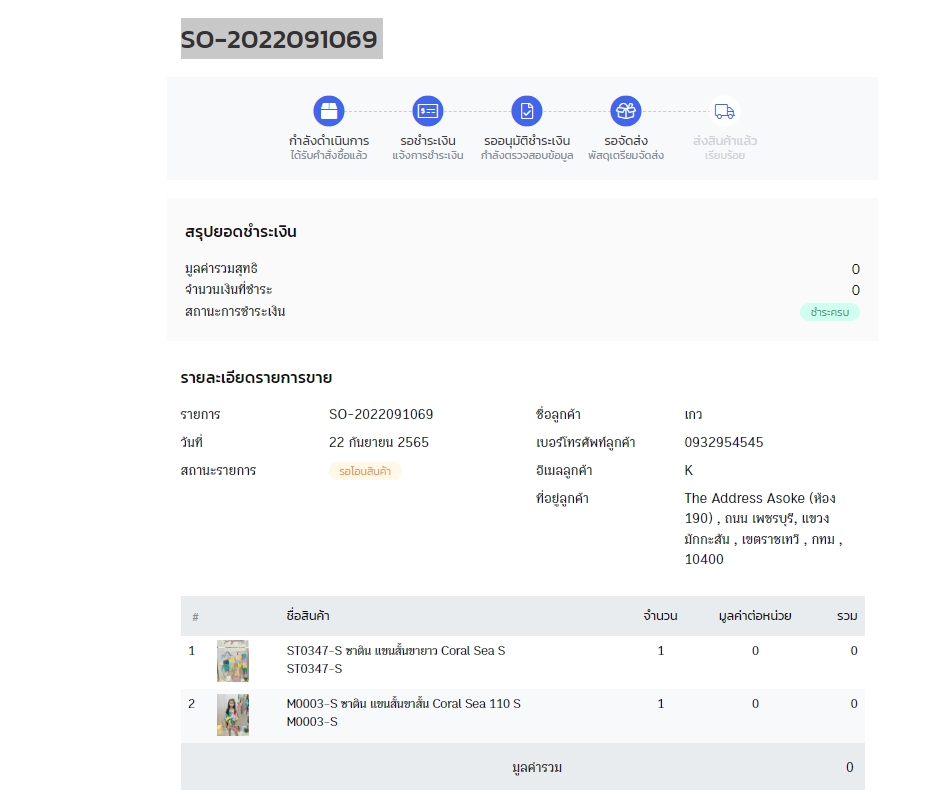 SO-2022091069
กำลังดำเนินการ
ได้รับคำสั่งซื้อแล้ว
รอชำระเงิน
แจ้งการชำระเงิน
รออนุมัติชำระเงิน
กำลังตรวจสอบข้อมูล
รอจัดส่ง
พัสดุเตรียมจัดส่ง
ส่งสินค้าแล้ว
เรียบร้อย
สรุปยอดชำระเงิน
มูลค่ารวมสุทธิ 0
จำนวนเงินที่ชำระ 0
สถานะการชำระเงิน ชำระครบ
รายละเอียดรายการขาย
รายการ SO-2022091069
วันที่ 22 กันยายน 2565
สถานะรายการ รอโอนสินค้า
ชื่อลูกค้า เกว
เบอร์โทรศัพท์ลูกค้า 0932954545
อีเมลลูกค้า K
ที่อยู่ลูกค้า The Address Asoke (ห้อง
190) , ถนน เพชรบุรี, แขวง
มักกะสัน , เขตราชเทวี , กทม ,
10400
# ชื่อสินค้า จำนวน มูลค่าต่อหน่วย รวม
1 ST0347-S ซาติน แขนสั้นขายาว Coral Sea S 1 0 0
ST0347-S
2 M0003-S ซาติน แขนสั้นขาสั้น Coral Sea 110 S 1 0 0
M0003-S
มูลค่ารวม 0